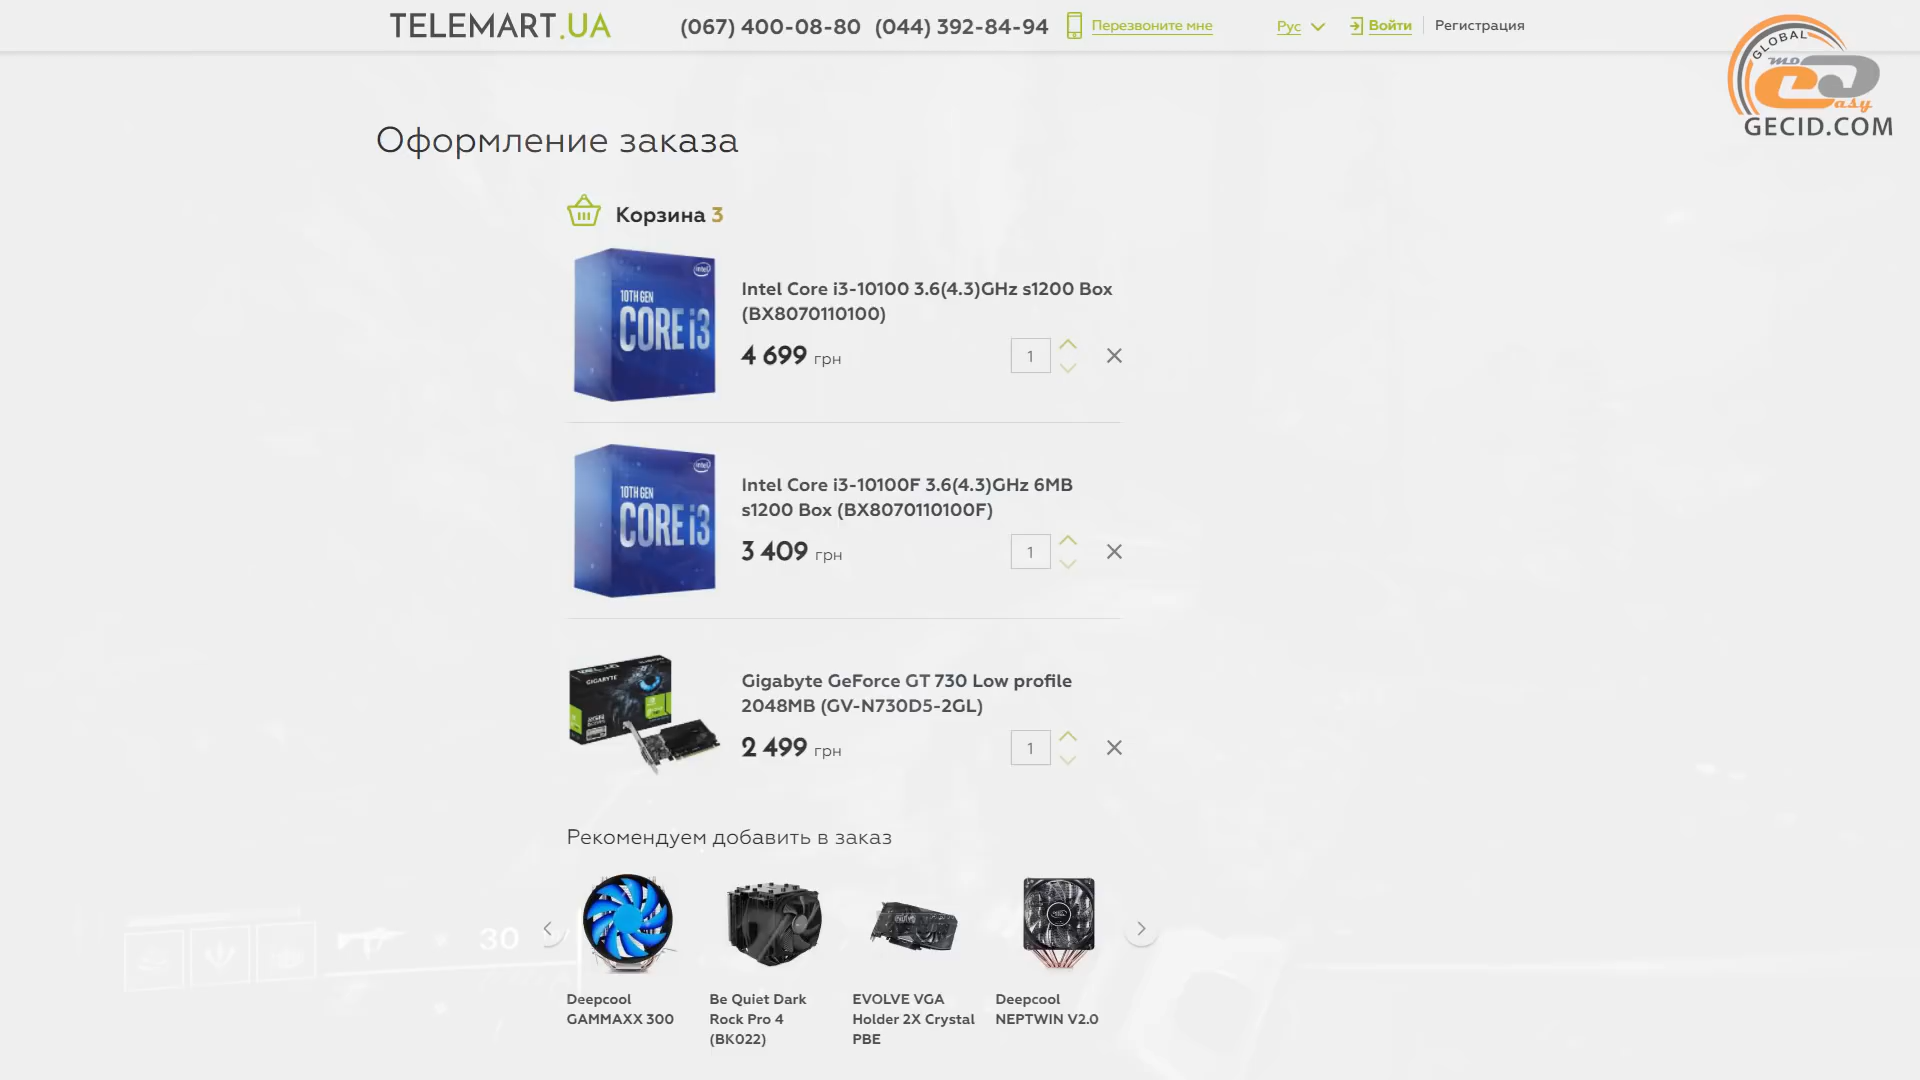 TELEMART.UA
(067) 400-08-80 (044) 392-84-94
Перезвоните мне
Рус
Войти
Регистрация
GLOBAL
mo
asy
GECID.COM
Оформление заказа
Корзина 3
intel
10TH GEN
CORE i3
Intel Core i3-10100 3.6(4.3)GHz s1200 Box
(BX8070110100)
4 699 грн
1
intel
10TH GEN
CORE i3
Intel Core i3-10100F 3.6(4.3)GHz 6MB
s1200 Box (BX8070110100F)
3 409 грн
1
GIGABYTE
Gigabyte GeForce GT 730 Low profile
2048MB (GV-N730D5-2GL)
2 499 грн
1
Рекомендуем добавить в заказ
30
Deepcool
GAMMAXX 300
Be Quiet Dark
Rock Pro 4
(BK022)
EVOLVE VGA
Holder 2X Crystal
PBE
Deepcool
NEPTWIN V2.0